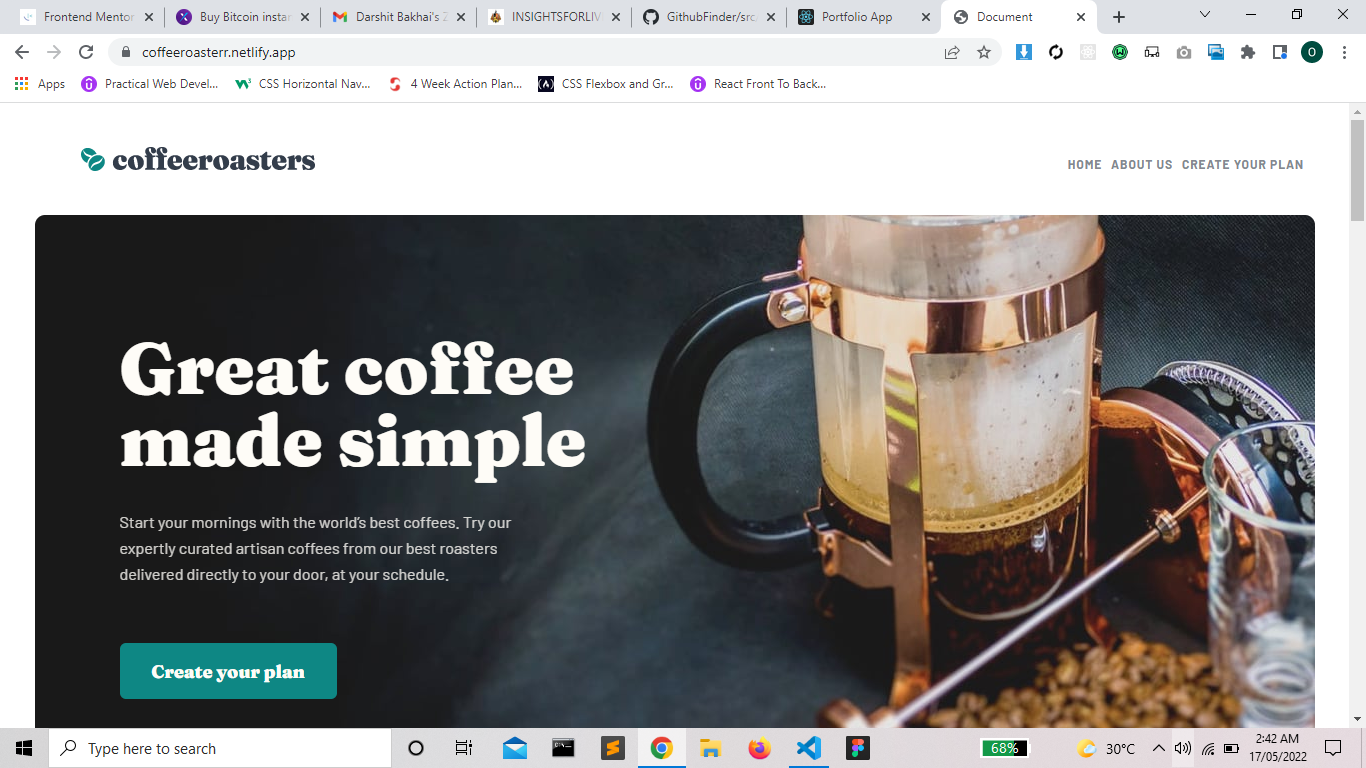 Frontend Mentor
Buy Bitcoin instan
Darshit Bakhai's Z
INSIGHTSFORLIV
GithubFinder/src
Portfolio App
Document
coffeeroasterr.netlify.app
O
Apps
Practical Web Devel...
CSS Horizontal Nav...
4 Week Action Plan...
CSS Flexbox and Gr...
React Front To Back...
coffeeroasters
HOME ABOUT US CREATE YOUR PLAN
Great coffee
made simple
Start your mornings with the world’s best coffees. Try our
expertly curated artisan coffees from our best roasters
delivered directly to your door, at your schedule.
Create your plan
Type here to search
68%
30°C
2:42 AM
17/05/2022